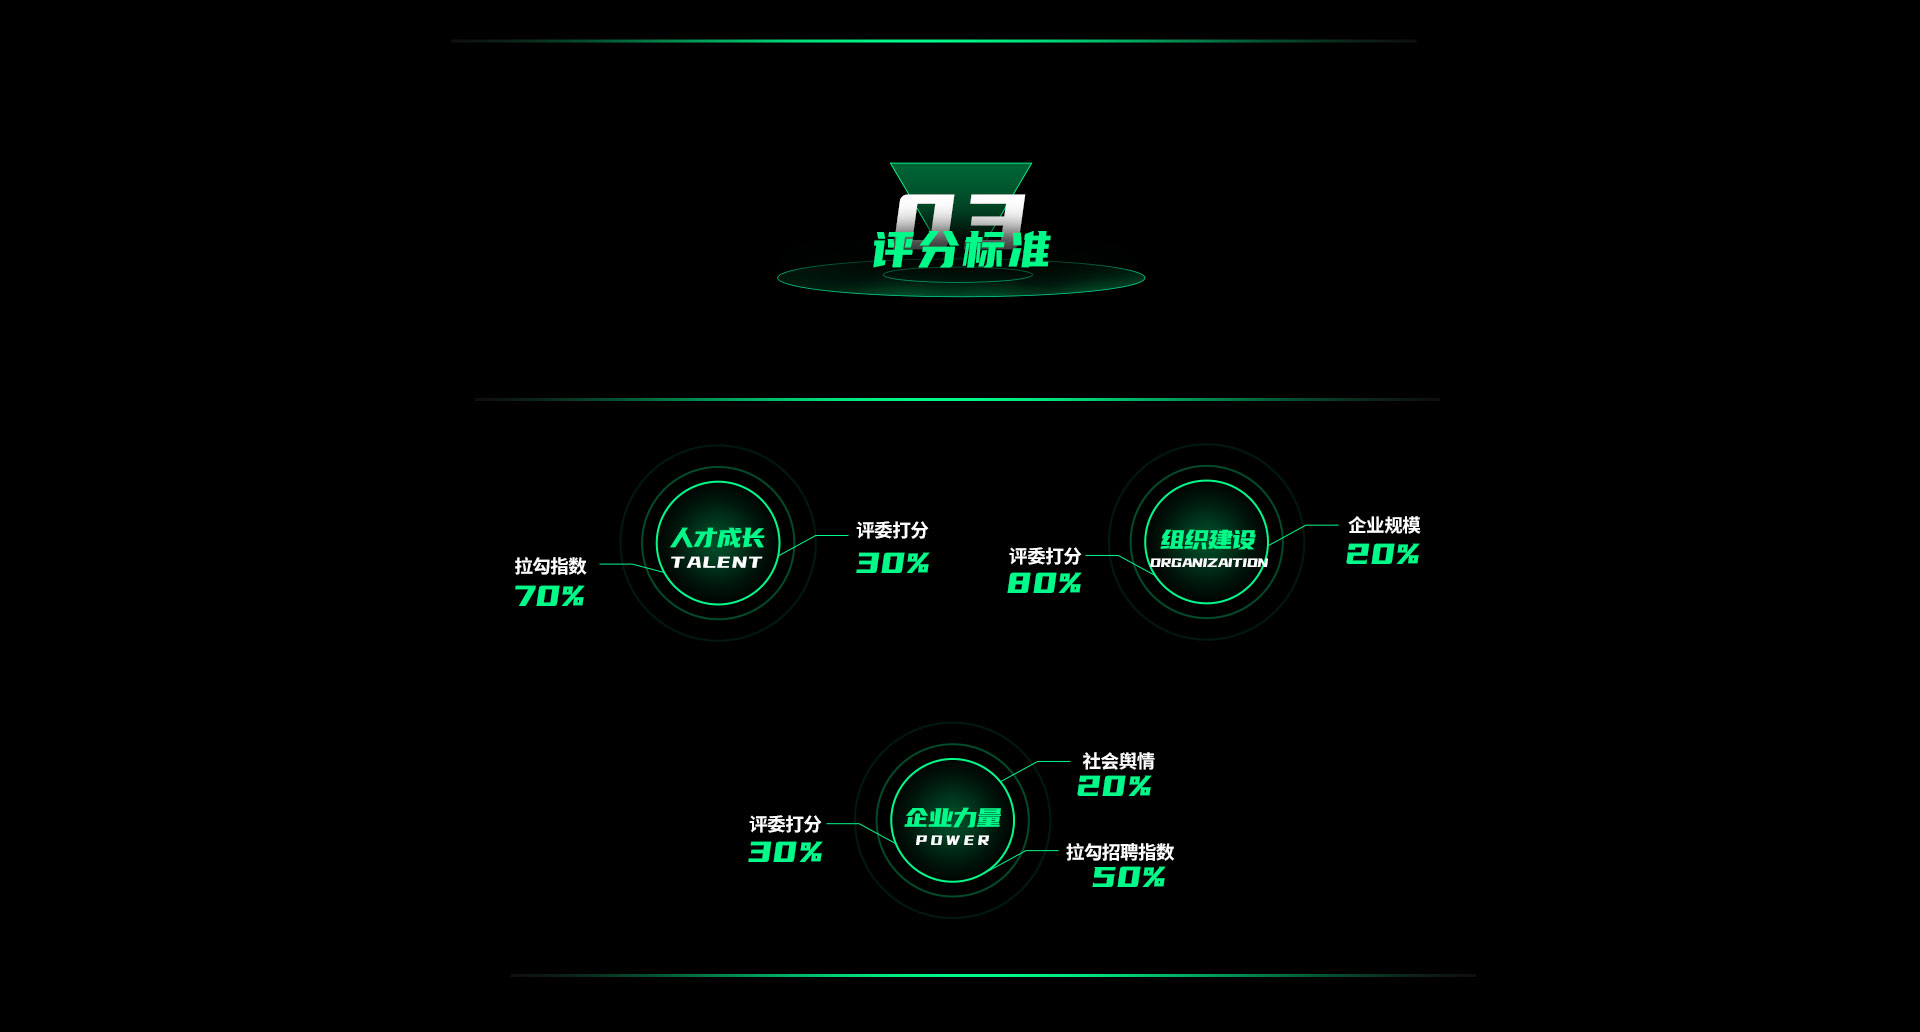 03
评分标准
人才成长
TALENT
拉勾指数
70%
评委打分
30%
组织建设
ORGANIZAITION
评委打分
80%
企业规模
20%
企业力量
POWER
评委打分
30%
社会舆情
20%
拉勾招聘指数
50%